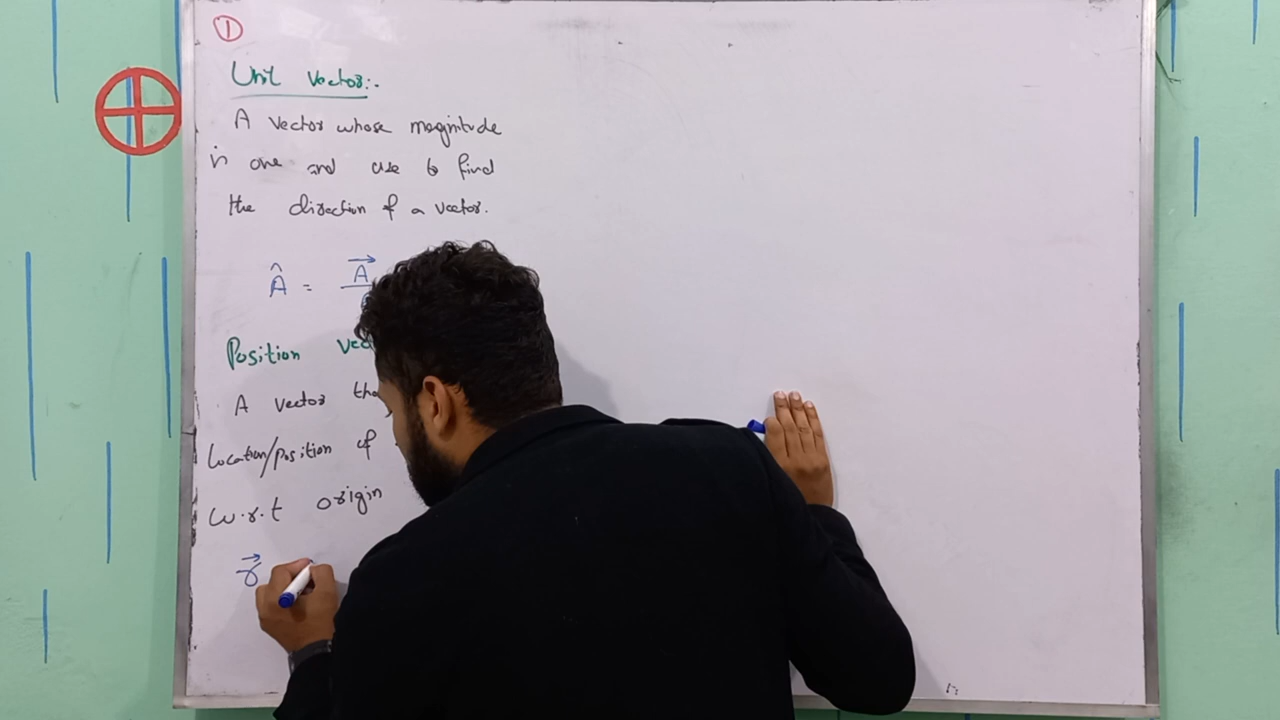 1
Unit Vector:-
A vector whose magnitude
is one and use to find
the direction of a vector.
Â = A⃗
Position
A vector
Location/position of
w.r.t origin
r⃗